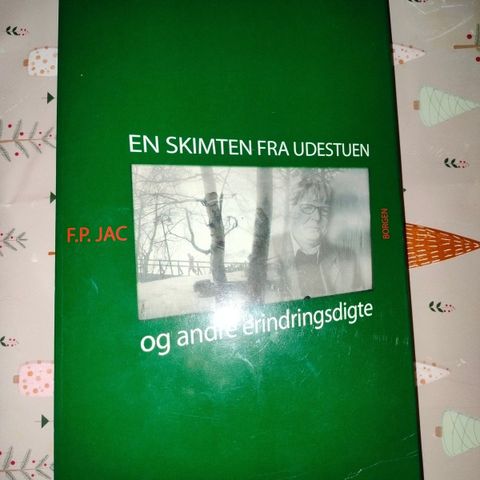 EN SKIMTEN FRA UDESTUEN
F.P. JAC
BORGEN
og andre erindringsdigte